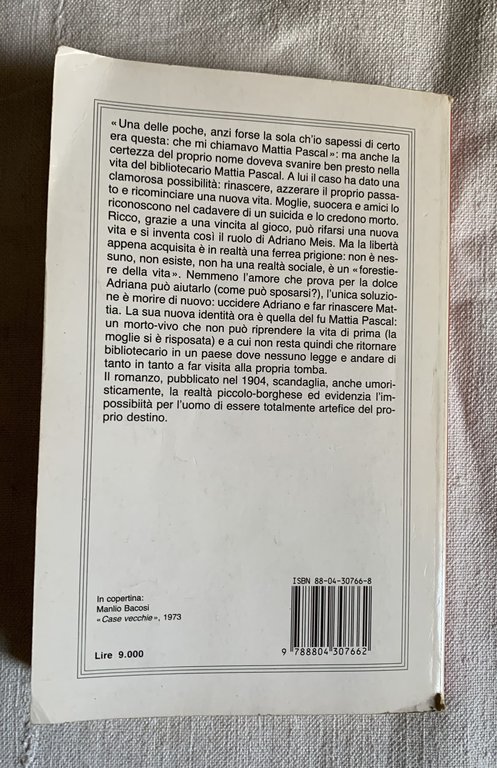 «Una delle poche, anzi forse la sola ch'io sapessi di certo
era questa: che mi chiamavo Mattia Pascal»: ma anche la
certezza del proprio nome doveva svanire ben presto nella
vita del bibliotecario Mattia Pascal. A lui il caso ha dato una
clamorosa possibilità: rinascere, azzerare il proprio passa-
to e ricominciare una nuova vita. Moglie, suocera e amici lo
riconoscono nel cadavere di un suicida e lo credono morto.
Ricco, grazie a una vincita al gioco, può rifarsi una nuova
vita e si inventa così il ruolo di Adriano Meis. Ma la libertà
appena acquisita è in realtà una ferrea prigione: non è nes-
suno, non esiste, non ha una realtà sociale, è un «forestie-
re della vita». Nemmeno l'amore che prova per la dolce
Adriana può aiutarlo (come può sposarsi?), l'unica soluzio-
ne è morire di nuovo: uccidere Adriano e far rinascere Mat-
tia. La sua nuova identità ora è quella del fu Mattia Pascal:
un morto-vivo che non può riprendere la vita di prima (la
moglie si è risposata) e a cui non resta quindi che ritornare
bibliotecario in un paese dove nessuno legge e andare di
tanto in tanto a far visita alla propria tomba.
Il romanzo, pubblicato nel 1904, scandaglia, anche umori-
sticamente, la realtà piccolo-borghese ed evidenzia l'im-
possibiità per l'uomo di essere totalmente artefice del pro-
prio destino.
In copertina:
Manlio Bacosi
«Case vecchie», 1973
Lire 9.000
ISBN 88-04-30766-8
9 788804 307662